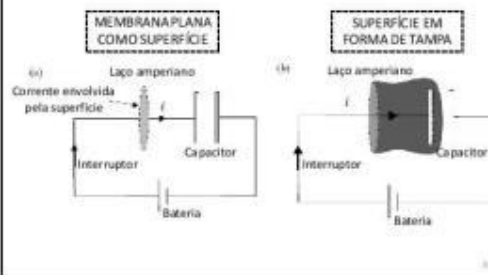 MEMBRANA PLANA
COMO SUPERFÍCIE
(a)
Laço amperiano
Corrente envolvida
pela superfície
i
Capacitor
Interruptor
Bateria
SUPERFÍCIE EM
FORMA DE TAMPA
(b)
Laço amperiano
i
Capacitor
Interruptor
Bateria